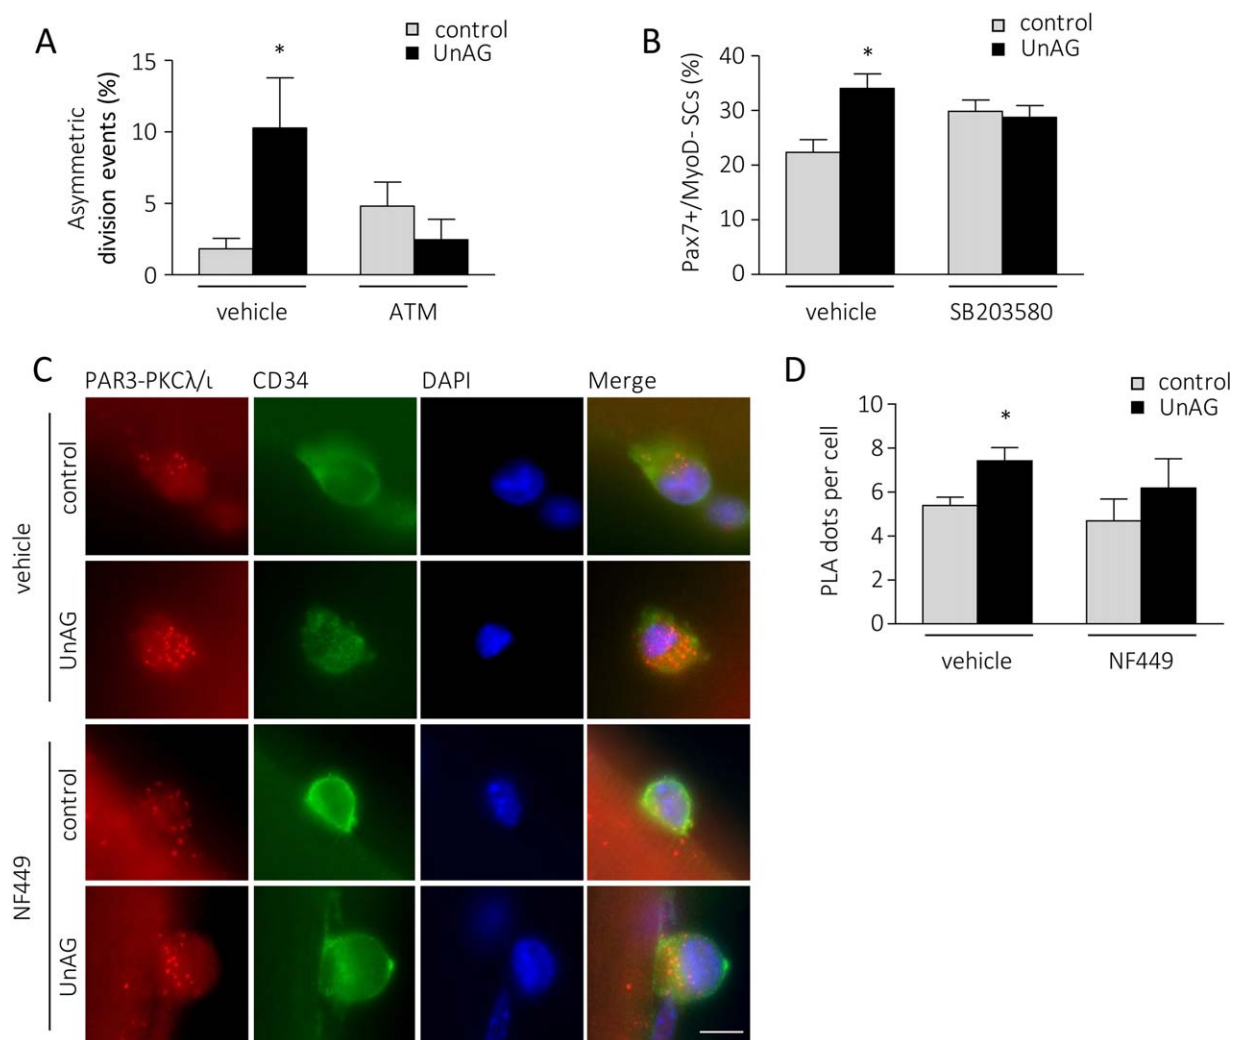 A
control
UnAG
*
Asymmetric
division events (%)
15
10
5
0
vehicle
ATM
B
control
UnAG
*
Pax7+/MyoD- SCs (%)
40
30
20
10
0
vehicle
SB203580
C
PAR3-PKCλ/ι
CD34
DAPI
Merge
vehicle
control
UnAG
NF449
control
UnAG
D
control
UnAG
*
PLA dots per cell
10
8
6
4
2
0
vehicle
NF449